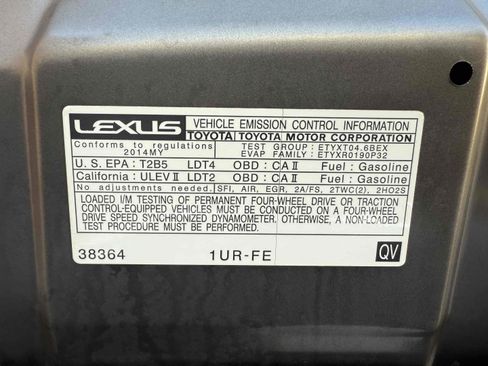 LEXUS VEHICLE EMISSION CONTROL INFORMATION
TOYOTA TOYOTA MOTOR CORPORATION
Conforms to regulations 2014MY
TEST GROUP : ETYXT04.6BEX
EVAP FAMILY : ETYXR0190P32
U.S. EPA : T2B5 LDT4 OBD : CA II Fuel : Gasoline
California : ULEV II LDT2 OBD : CA II Fuel : Gasoline
No adjustments needed. SFI, AIR, EGR, 2A/FS, 2TWC(2), 2HO2S
LOADED I/M TESTING OF PERMANENT FOUR-WHEEL DRIVE OR TRACTION
CONTROL-EQUIPPED VEHICLES MUST BE CONDUCTED ON A FOUR-WHEEL
DRIVE SPEED SYNCHRONIZED DYNAMOMETER. OTHERWISE, A NON-LOADED
TEST PROCEDURE MUST BE PERFORMED.
38364 1UR-FE QV